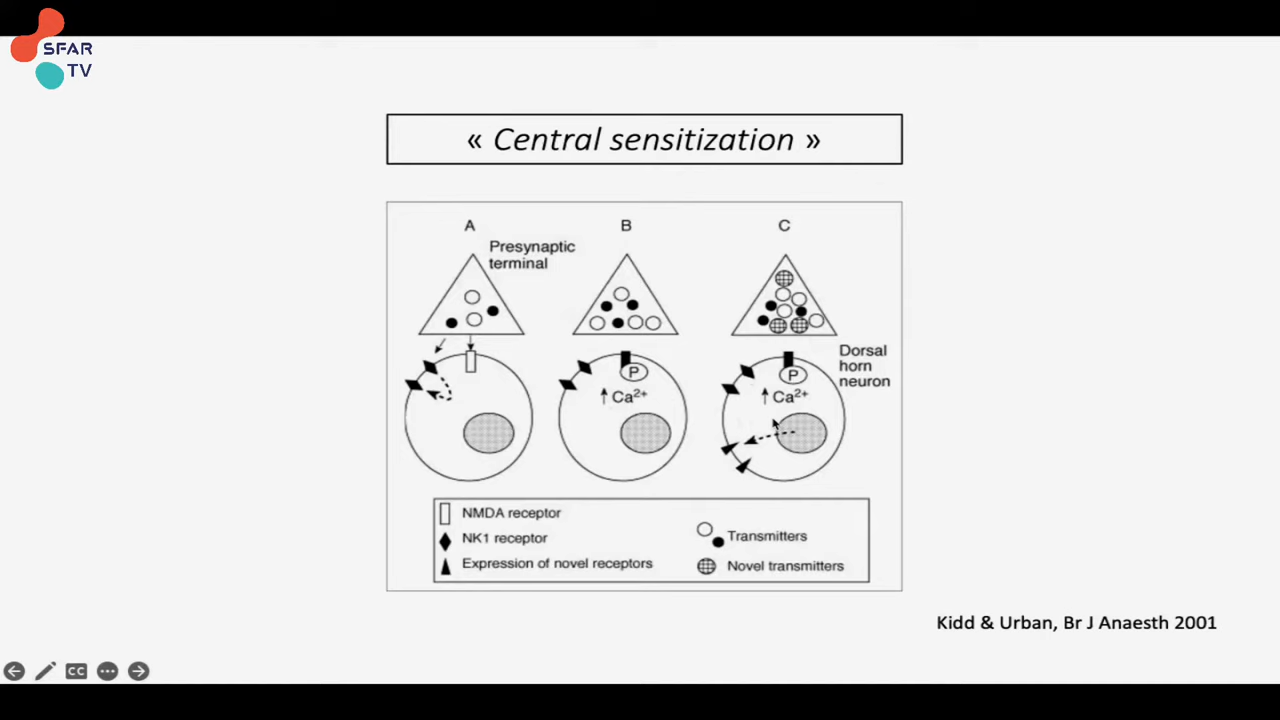 SFAR
TV
« Central sensitization »
A
B
C
Presynaptic
terminal
Dorsal
horn
neuron
P
↑ Ca²⁺
P
↑ Ca²⁺
NMDA receptor
NK1 receptor
Expression of novel receptors
Transmitters
Novel transmitters
Kidd & Urban, Br J Anaesth 2001
CC